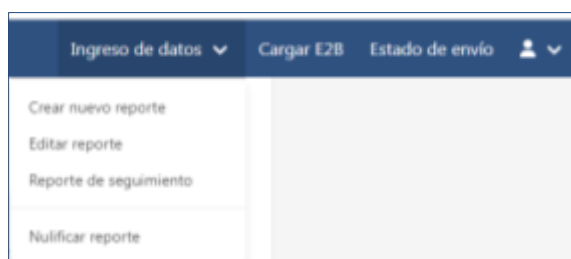 Ingreso de datos Cargar E2B Estado de envío
Crear nuevo reporte
Editar reporte
Reporte de seguimiento
Nulificar reporte